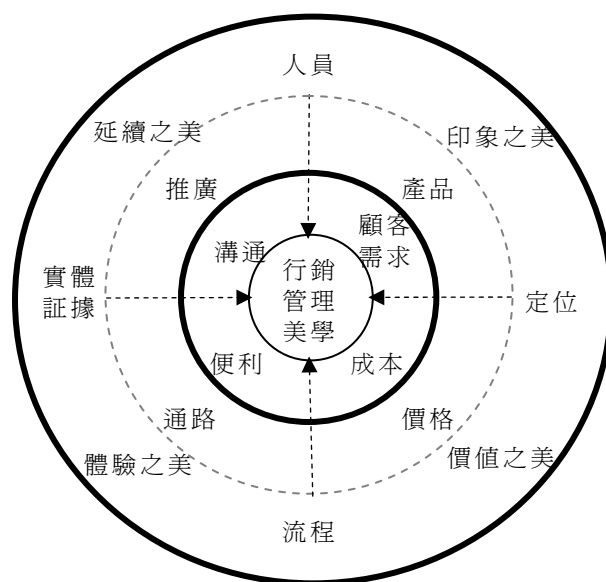 人員
延續之美
印象之美
推廣
產品
溝通
顧客
需求
實體
証據
行銷
管理
美學
定位
便利
成本
通路
價格
體驗之美
價值之美
流程